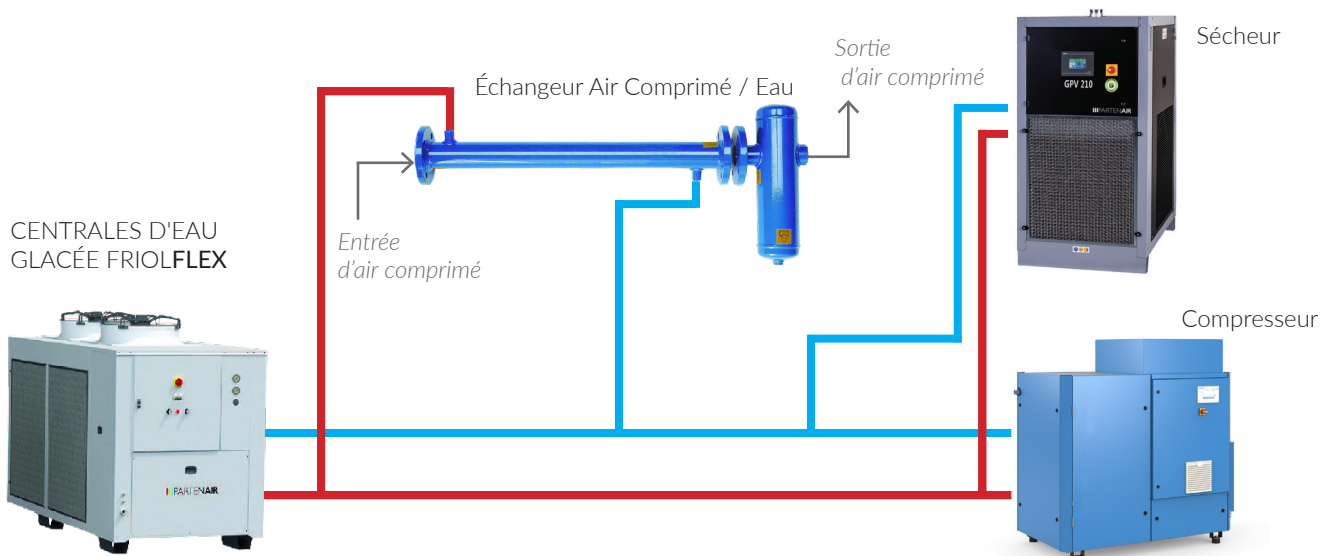 Sortie
d'air comprimé
Sécheur
Échangeur Air Comprimé / Eau
GPV 210
PARTENAIR
Entrée
d'air comprimé
CENTRALES D'EAU
GLACÉE FRIOLFLEX
Compresseur
PARTENAIR